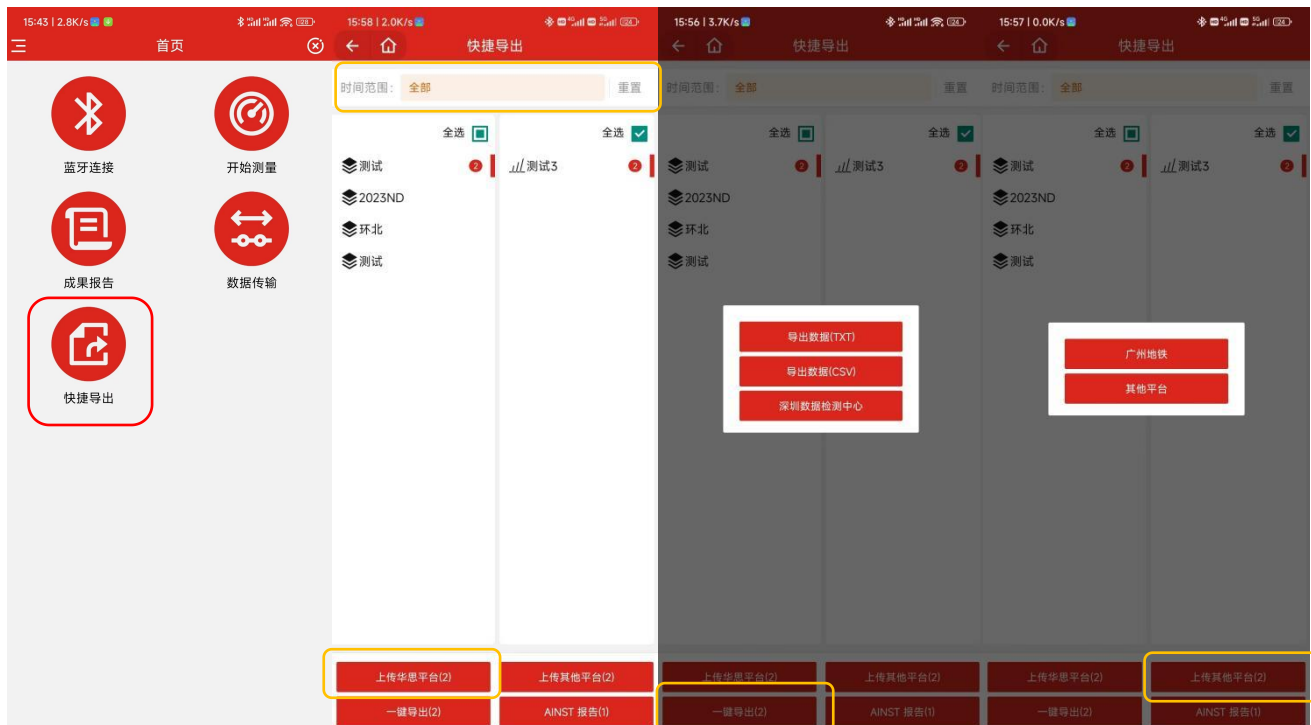 15:43 | 2.8K/s
首页
蓝牙连接
开始测量
成果报告
数据传输
快捷导出
15:58 | 2.0K/s
快捷导出
时间范围: 全部 重置
全选 全选
测试 2 测试3 2
2023ND
环北
测试
上传华思平台(2) 上传其他平台(2)
一键导出(2) AINST 报告(1)
15:56 | 3.7K/s
快捷导出
时间范围: 全部 重置
全选 全选
测试 2 测试3 2
2023ND
环北
测试
导出数据(TXT)
导出数据(CSV)
深圳数据检测中心
上传华思平台(2) 上传其他平台(2)
一键导出(2) AINST 报告(1)
15:57 | 0.0K/s
快捷导出
时间范围: 全部 重置
全选 全选
测试 2 测试3 2
2023ND
环北
测试
广州地铁
其他平台
上传华思平台(2) 上传其他平台(2)
一键导出(2) AINST 报告(1)